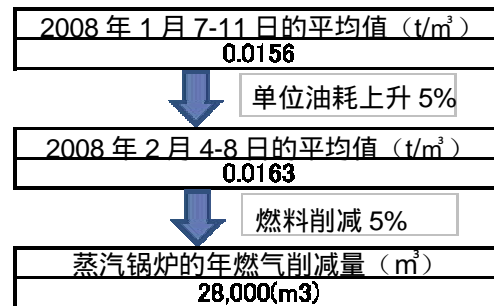 2008 年 1 月 7-11 日的平均值（t/㎥）
0.0156
单位油耗上升 5%
2008 年 2 月 4-8 日的平均值（t/㎥）
0.0163
燃料削减 5%
蒸汽锅炉的年燃气削减量（㎥）
28,000(m3)